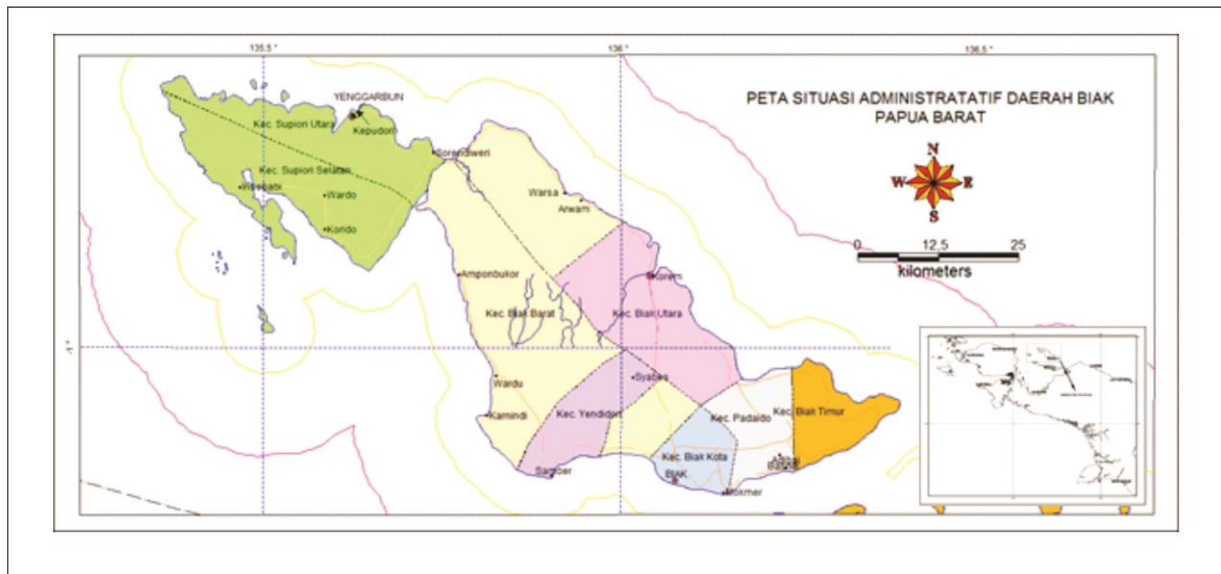 135.5°
136°
136.5°
PETA SITUASI ADMINISTRATATIF DAERAH BIAK
PAPUA BARAT
N
W
E
S
0
12.5
25
kilometers
YENGGARBUN
Kec. Supiori Utara
Kepudori
Sorendiweri
Kec. Supiori Selatan
Wardo
Korido
Warsa
Arwam
Amponbukor
Korem
Kec. Biak Barat
Kec. Biak Utara
-1°
Wardu
Syabes
Kamindi
Kec. Yendidori
Kec. Padaido
Kec. Biak Timur
Kec. Biak Kota
BIAK
Samber
Mokmer